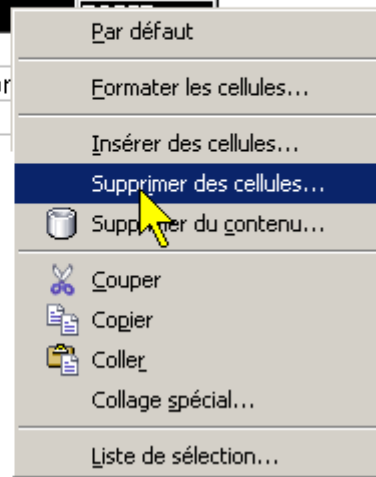 Par défaut
Formater les cellules...
Insérer des cellules...
Supprimer des cellules...
Supprimer du contenu...
Couper
Copier
Coller
Collage spécial...
Liste de sélection...